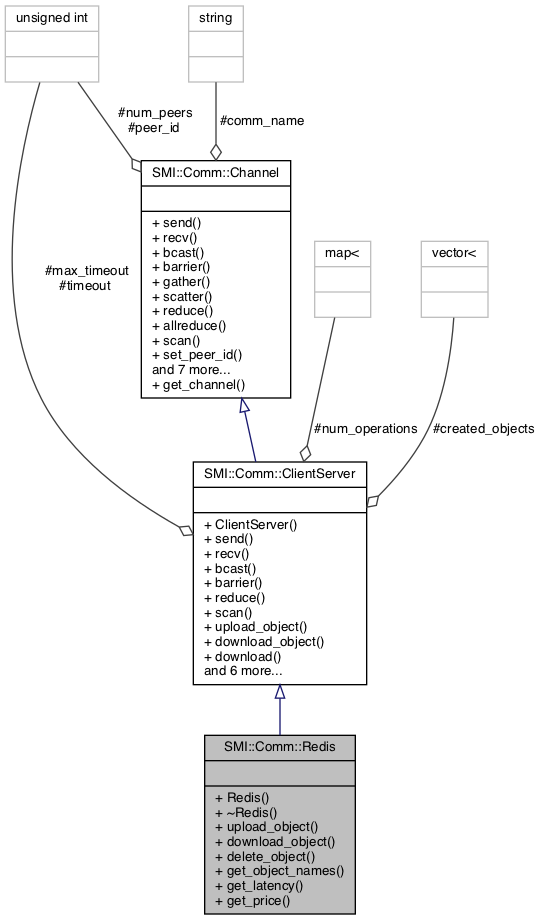 unsigned int
string
#num_peers
#peer_id
#comm_name
SMI::Comm::Channel
+ send()
+ recv()
+ bcast()
+ barrier()
+ gather()
+ scatter()
+ reduce()
+ allreduce()
+ scan()
+ set_peer_id()
and 7 more...
+ get_channel()
map<
vector<
#max_timeout
#timeout
#num_operations
#created_objects
SMI::Comm::ClientServer
+ ClientServer()
+ send()
+ recv()
+ bcast()
+ barrier()
+ reduce()
+ scan()
+ upload_object()
+ download_object()
+ download()
and 6 more...
SMI::Comm::Redis
+ Redis()
+ ~Redis()
+ upload_object()
+ download_object()
+ delete_object()
+ get_object_names()
+ get_latency()
+ get_price()